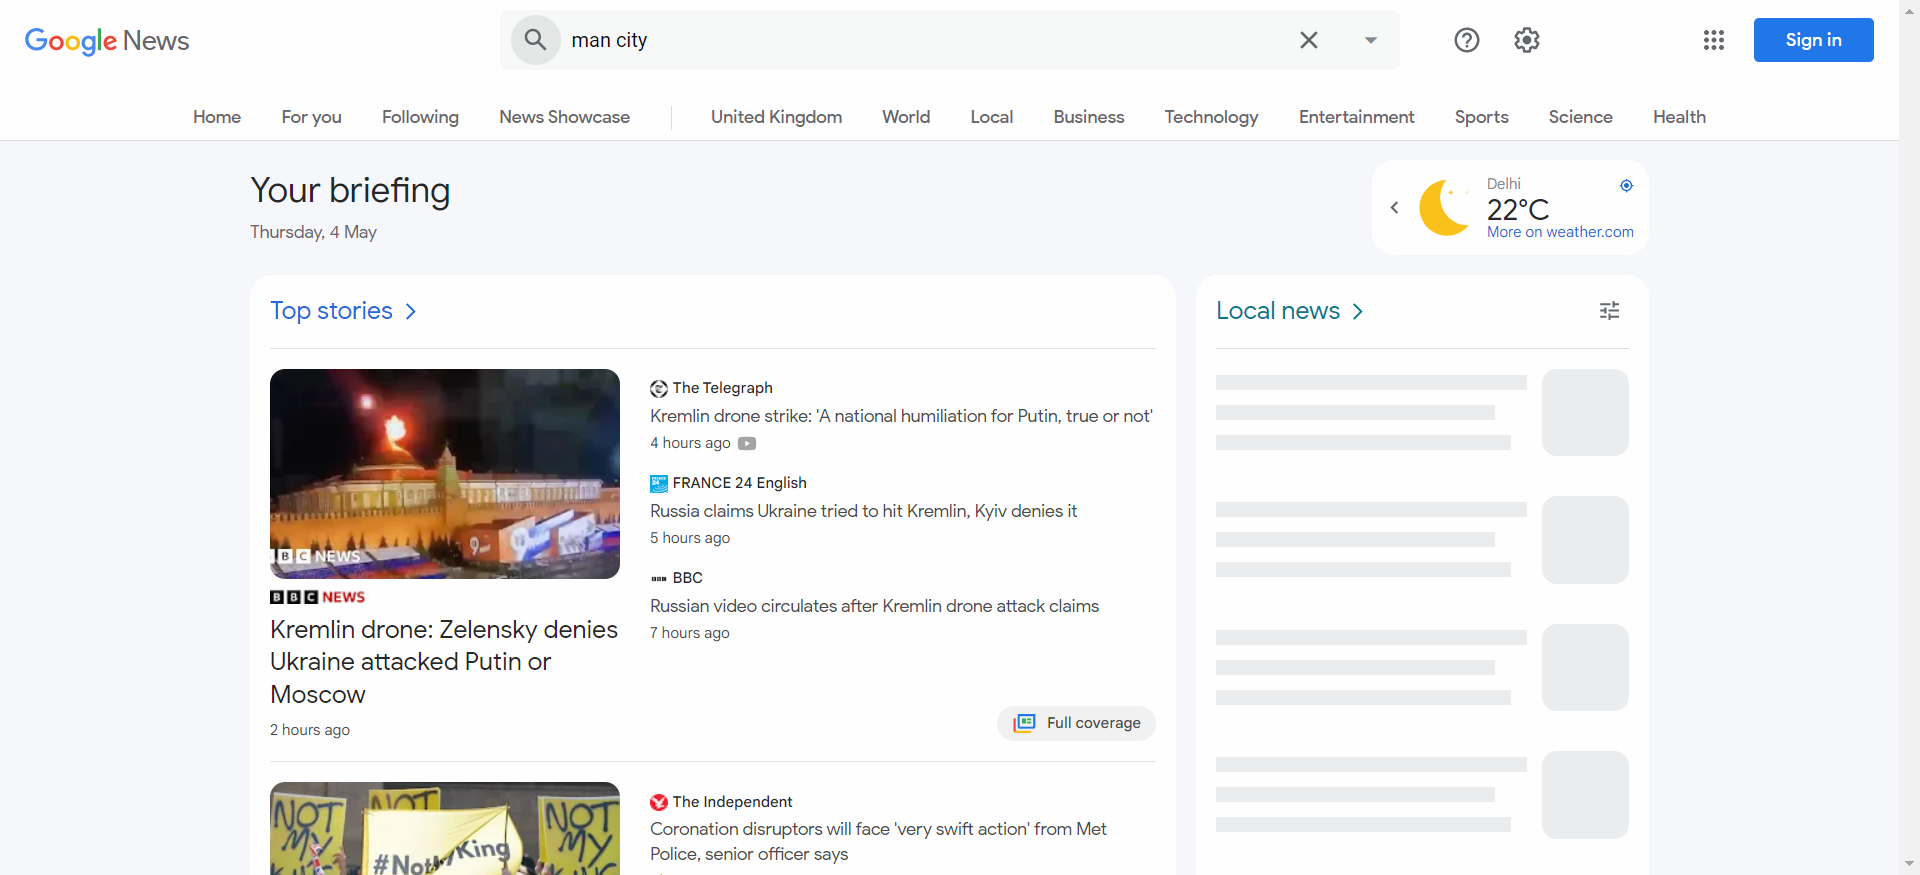 Google News
man city
Sign in
Home For you Following News Showcase United Kingdom World Local Business Technology Entertainment Sports Science Health
Your briefing
Thursday, 4 May
Delhi
22°C
More on weather.com
Top stories
BBC NEWS
BBC NEWS
Kremlin drone: Zelensky denies
Ukraine attacked Putin or
Moscow
2 hours ago
The Telegraph
Kremlin drone strike: 'A national humiliation for Putin, true or not'
4 hours ago
FRANCE 24 English
Russia claims Ukraine tried to hit Kremlin, Kyiv denies it
5 hours ago
BBC
Russian video circulates after Kremlin drone attack claims
7 hours ago
Full coverage
NOT
MY
NOT
#NotMyKing
NOT
MY
The Independent
Coronation disruptors will face 'very swift action' from Met
Police, senior officer says
Local news